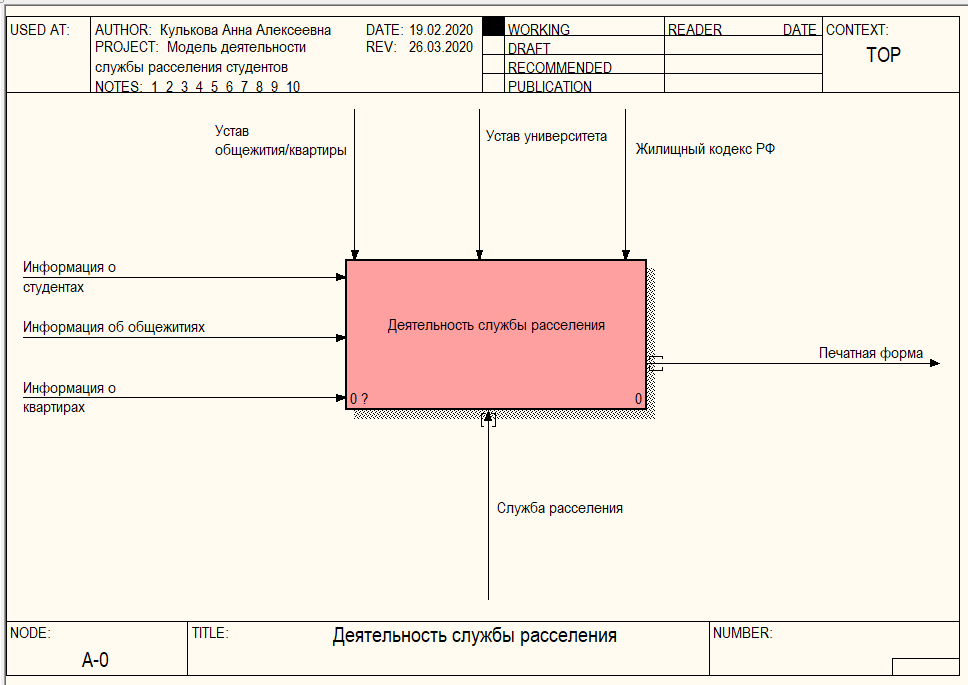 USED AT:
AUTHOR: Кулькова Анна Алексеевна
DATE: 19.02.2020
PROJECT: Модель деятельности
службы расселения студентов
REV: 26.03.2020
NOTES: 1 2 3 4 5 6 7 8 9 10
WORKING
DRAFT
RECOMMENDED
PUBLICATION
READER
DATE
CONTEXT:
TOP
Устав
общежития/квартиры
Устав университета
Жилищный кодекс РФ
Информация о
студентах
Информация об общежитиях
Информация о
квартирах
Деятельность службы расселения
0 ?
0
Печатная форма
Служба расселения
NODE:
A-0
TITLE:
Деятельность службы расселения
NUMBER: